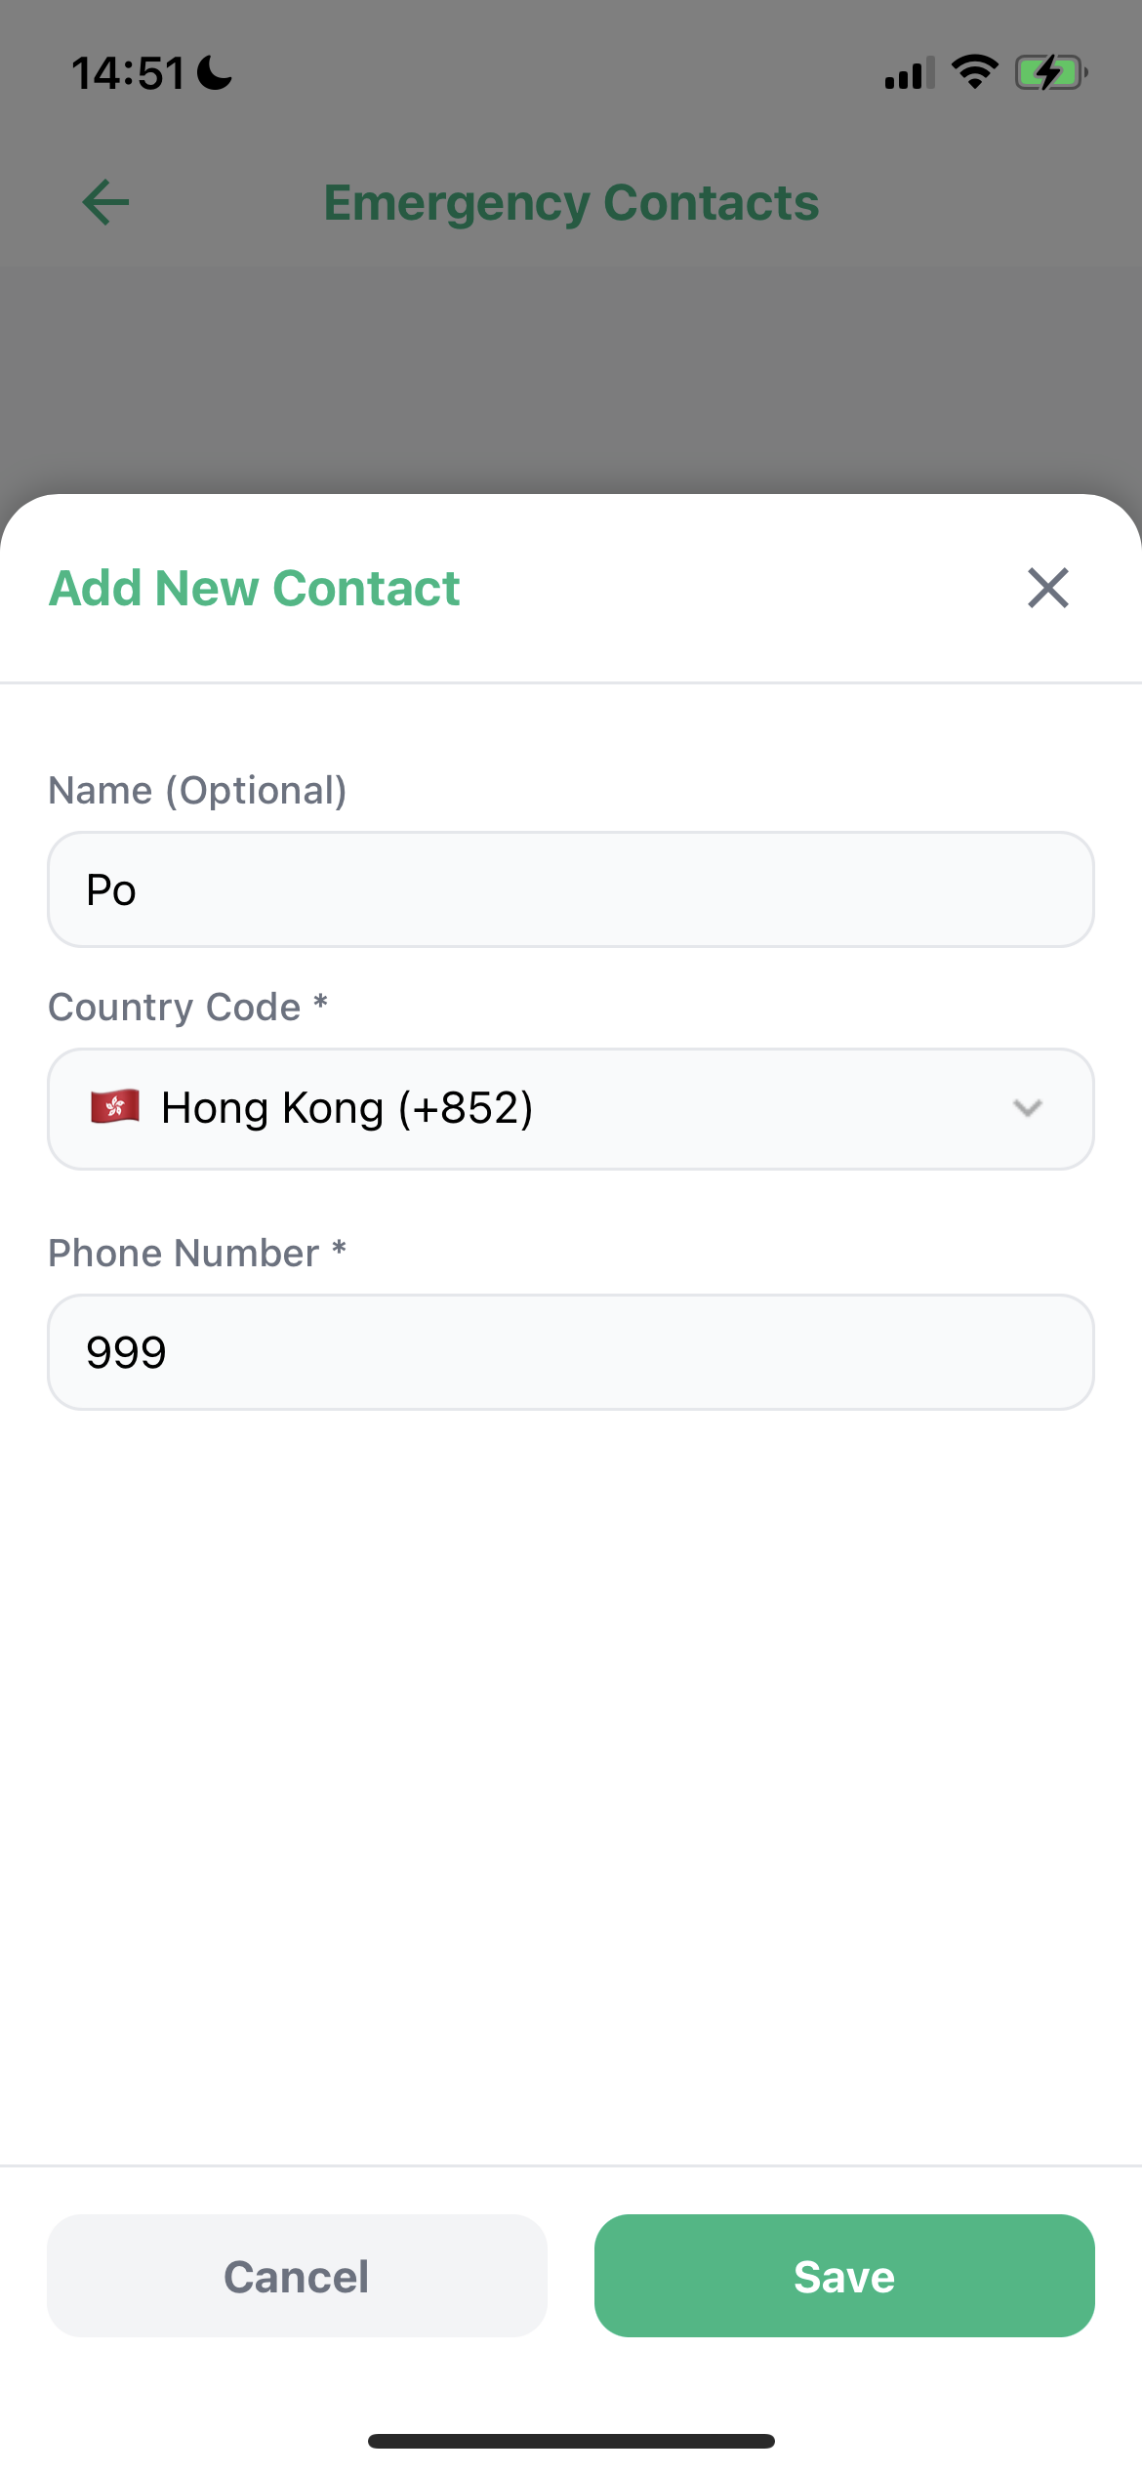 14:51
Emergency Contacts
Add New Contact
Name (Optional)
Po
Country Code *
🇭🇰 Hong Kong (+852)
Phone Number *
999
Cancel
Save